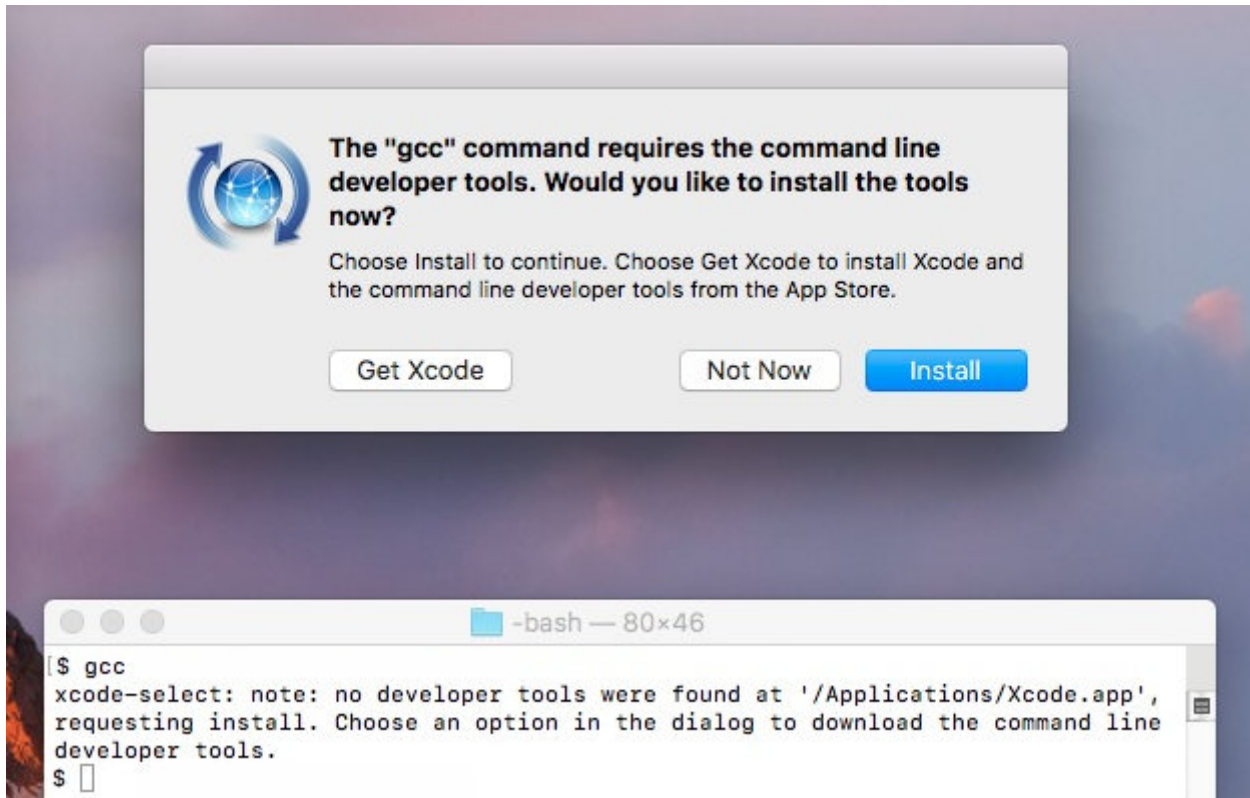 The "gcc" command requires the command line
developer tools. Would you like to install the tools
now?
Choose Install to continue. Choose Get Xcode to install Xcode and
the command line developer tools from the App Store.
Get Xcode
Not Now
Install
-bash — 80×46
[$ gcc
xcode-select: note: no developer tools were found at '/Applications/Xcode.app',
requesting install. Choose an option in the dialog to download the command line
developer tools.
$